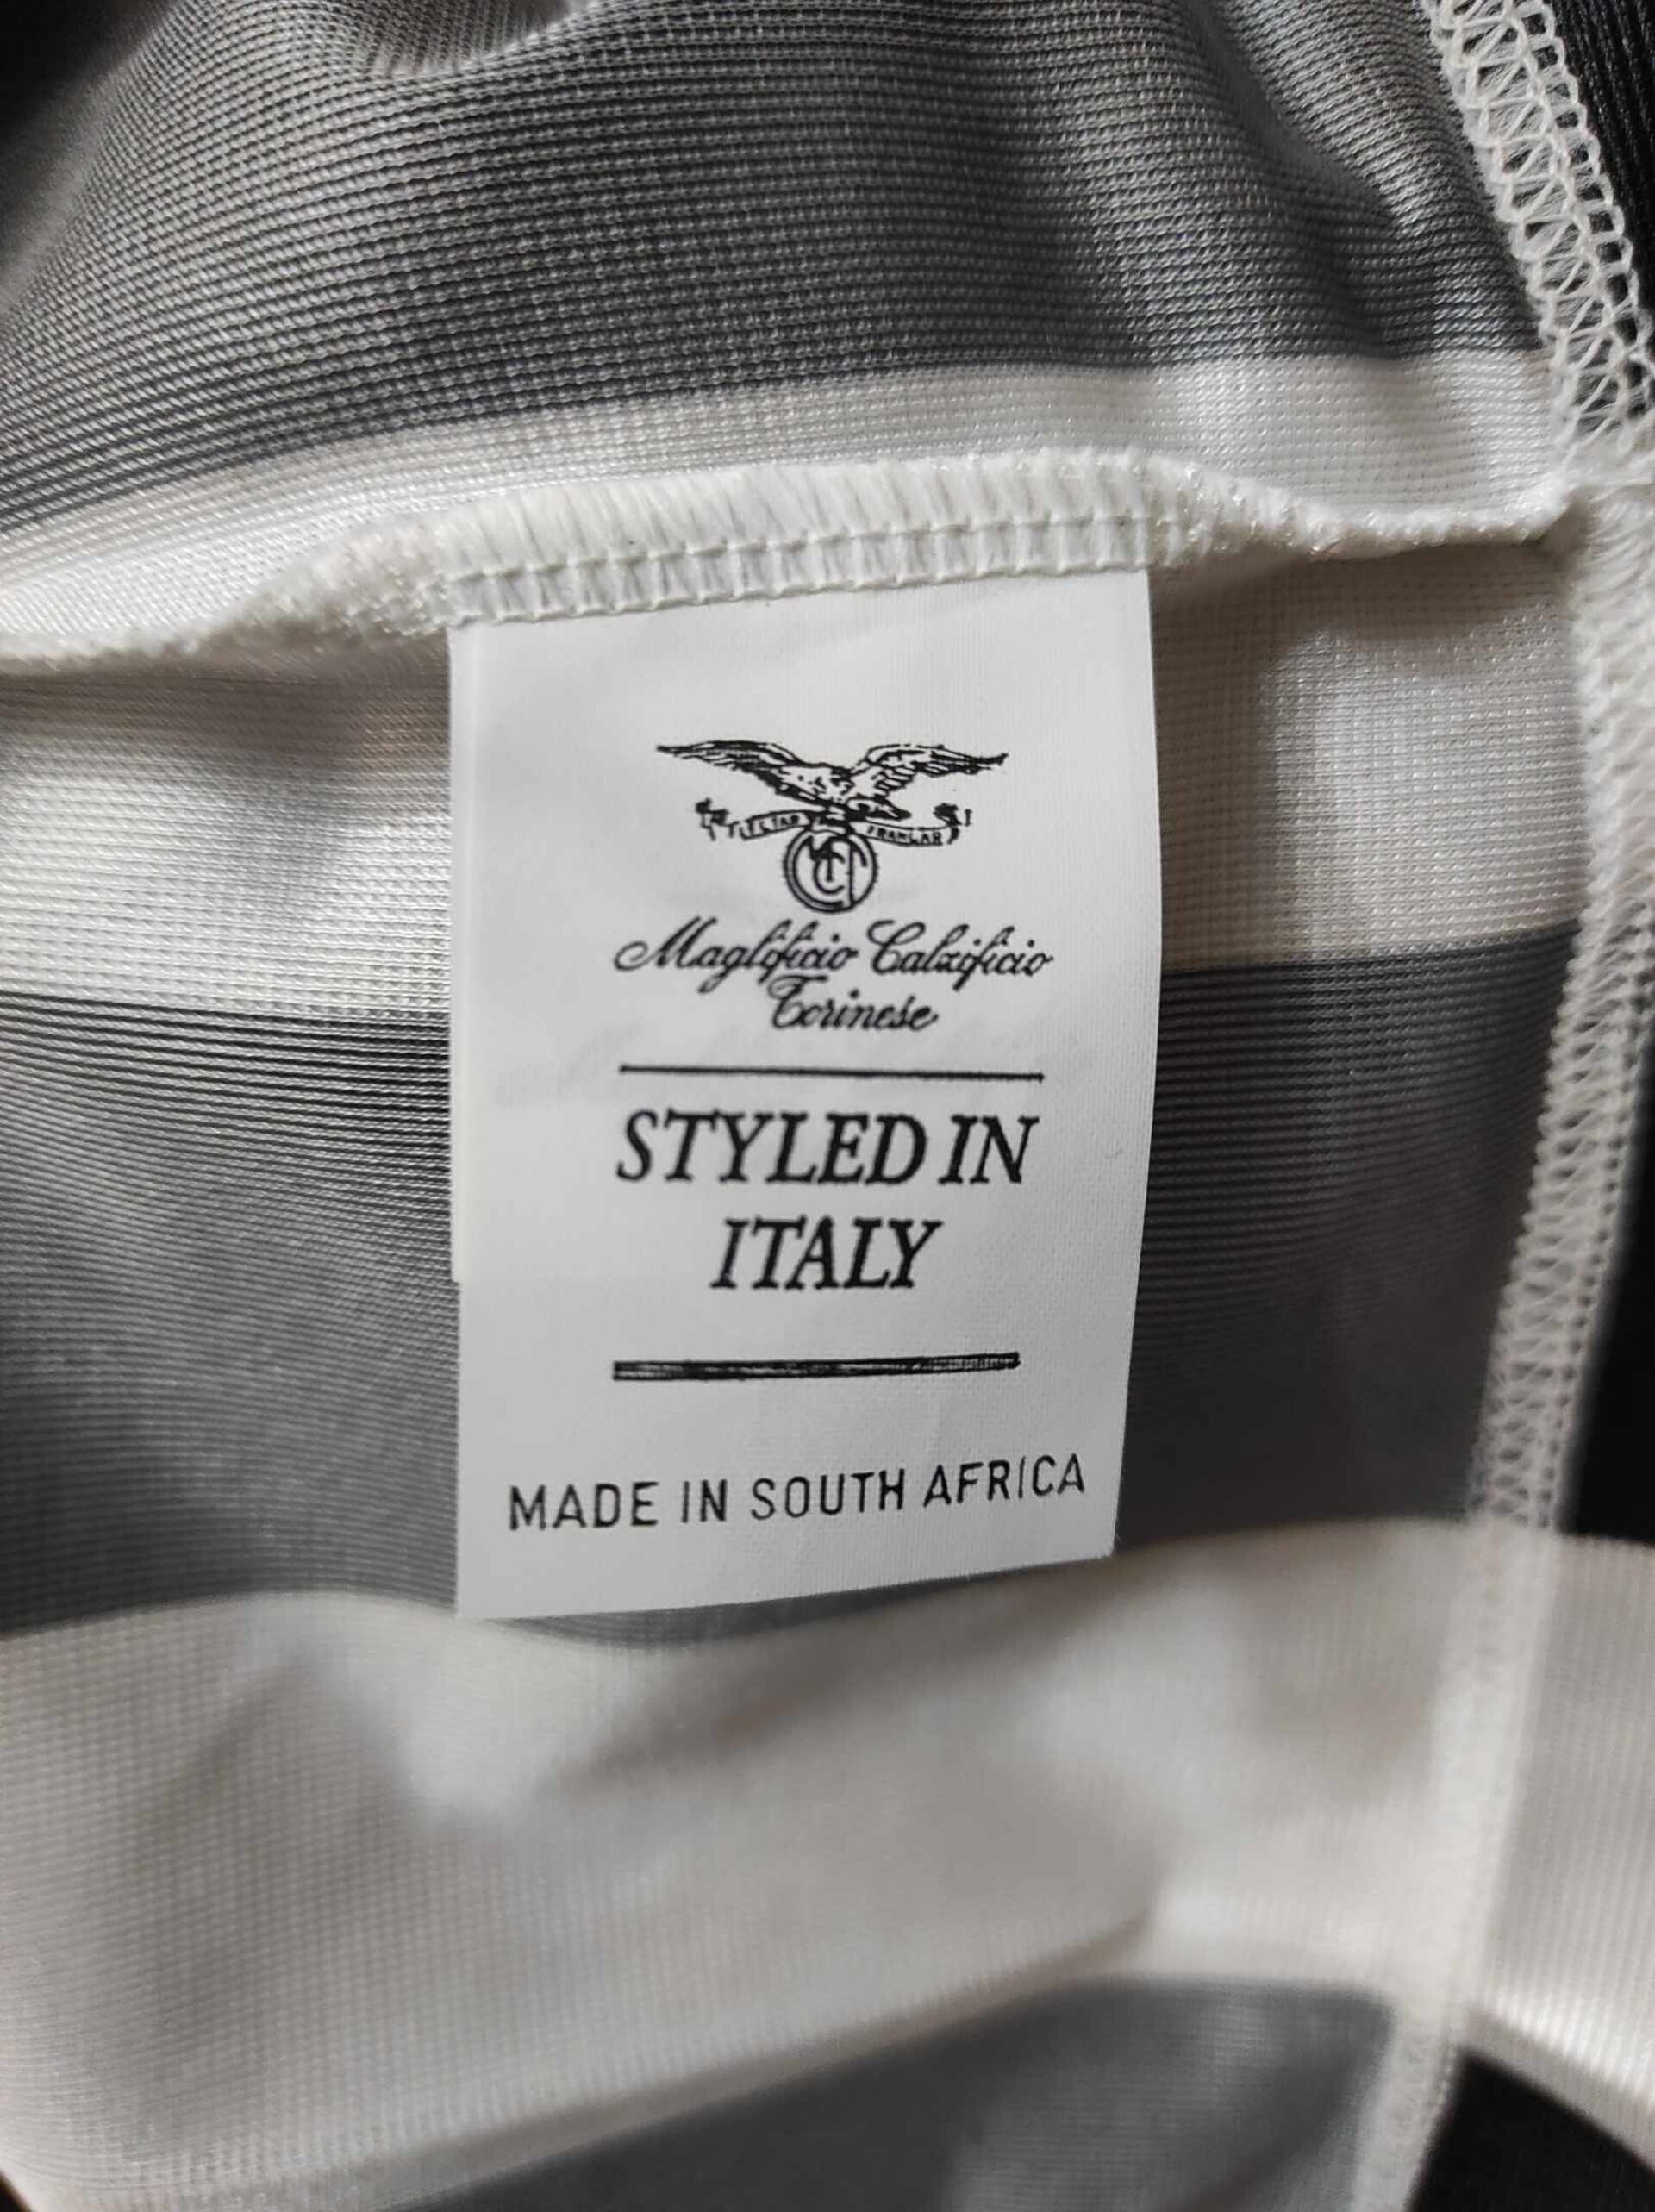 Maglificio Calzificio
Torinese
STYLED IN
ITALY
MADE IN SOUTH AFRICA